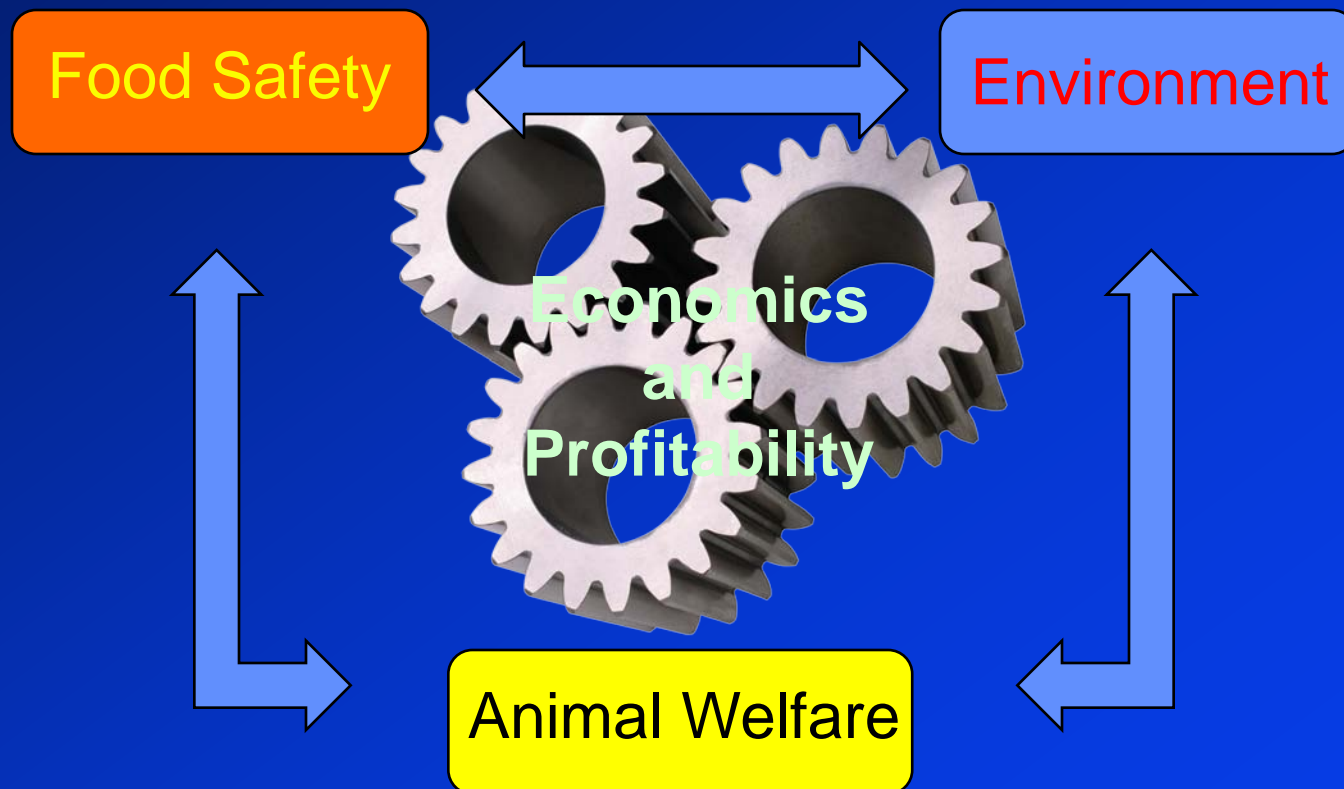 Food Safety
Environment
Economics
and
Profitability
Animal Welfare